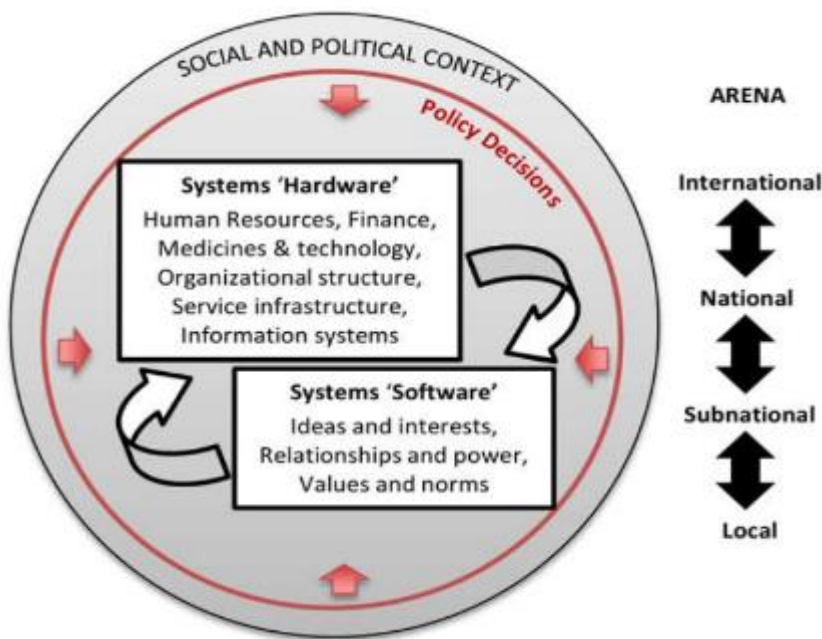 SOCIAL AND POLITICAL CONTEXT
Policy Decisions
Systems ‘Hardware’
Human Resources, Finance,
Medicines & technology,
Organizational structure,
Service infrastructure,
Information systems
Systems ‘Software’
Ideas and interests,
Relationships and power,
Values and norms
ARENA
International
National
Subnational
Local